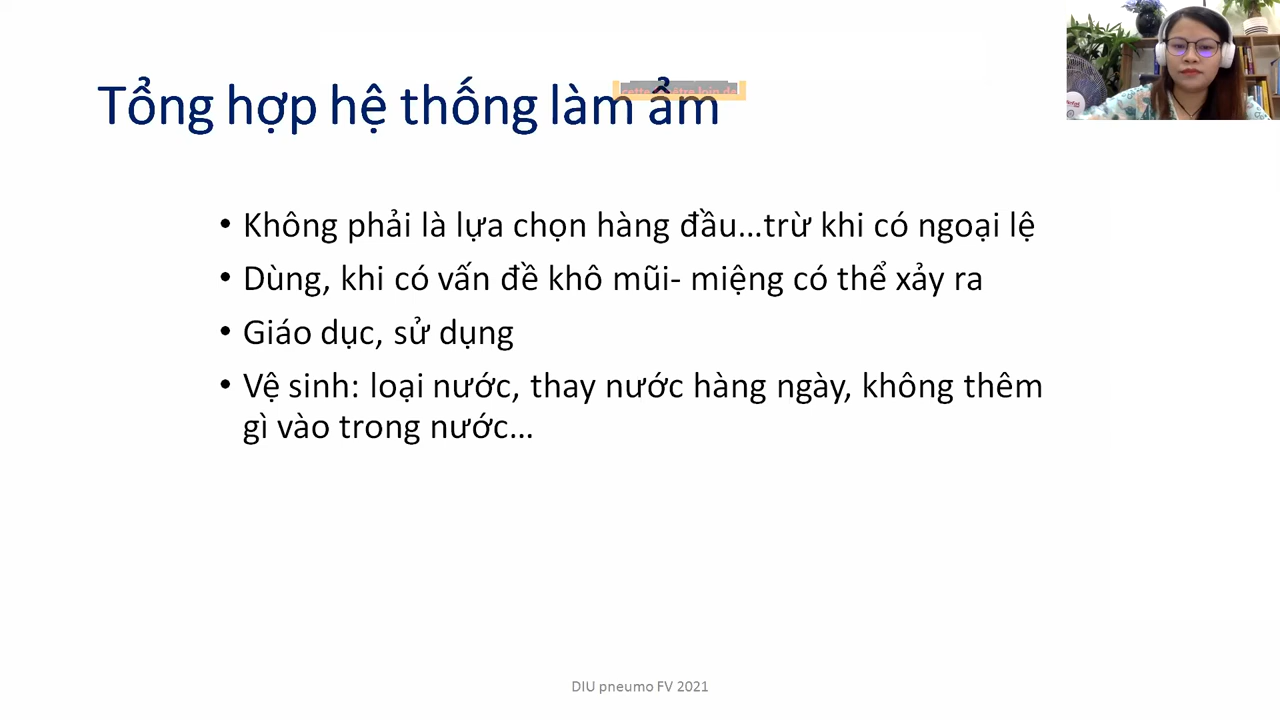 Tổng hợp hệ thống làm ẩm
• Không phải là lựa chọn hàng đầu...trừ khi có ngoại lệ
• Dùng, khi có vấn đề khô mũi- miệng có thể xảy ra
• Giáo dục, sử dụng
• Vệ sinh: loại nước, thay nước hàng ngày, không thêm
gì vào trong nước...
DIU pneumo FV 2021